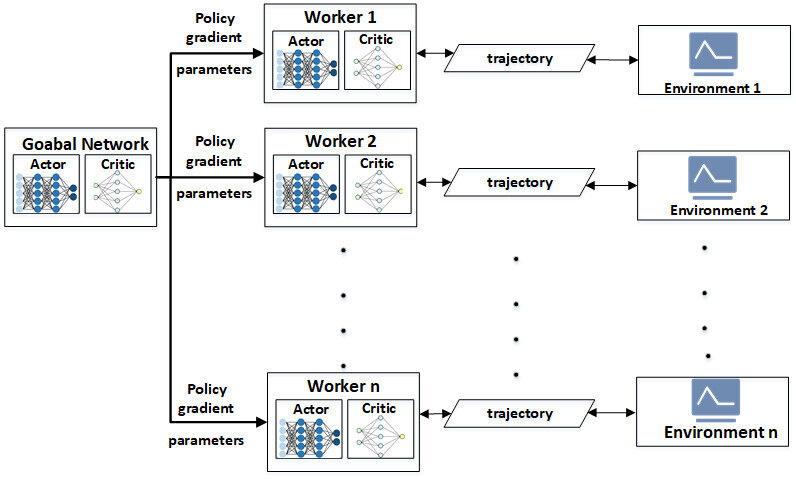 Policy
gradient
parameters
Worker 1
Actor Critic
trajectory
Environment 1
Goabal Network
Actor Critic
Policy
gradient
parameters
Worker 2
Actor Critic
trajectory
Environment 2
Policy
gradient
parameters
Worker n
Actor Critic
trajectory
Environment n